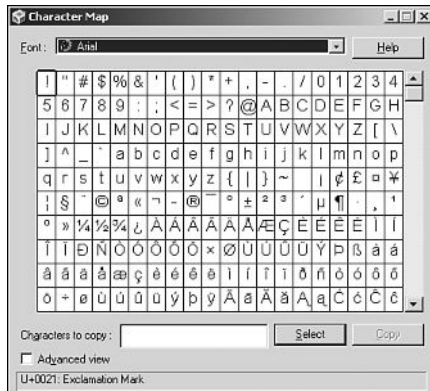 Character Map
Font : Arial Help
! " # $ % & ' ( ) * + , - . / 0 1 2 3 4
5 6 7 8 9 : ; < = > ? @ A B C D E F G H
I J K L M N O P Q R S T U V W X Y Z [ \
] ^ _ ` a b c d e f g h i j k l m n o p
q r s t u v w x y z { | } ~ ¡ ¢ £ ¤ ¥
¦ § ¨ © ª « ¬ - ® ¯ ° ± ² ³ ´ µ ¶ · ¸ ¹
º » ¼ ½ ¾ ¿ À Á Â Ã Ä Å Æ Ç È É Ê Ë Ì Í
Î Ï Ð Ñ Ò Ó Ô Õ Ö × Ø Ù Ú Û Ü Ý Þ ß à á
â ã ä å æ ç è é ê ë ì í î ï ð ñ ò ó ô õ
ö ÷ ø ù ú û ü ý þ ÿ Ā ā Ă ă Ą ą Ć ć Ĉ ĉ
Characters to copy : Select Copy
Advanced view
U+0021: Exclamation Mark